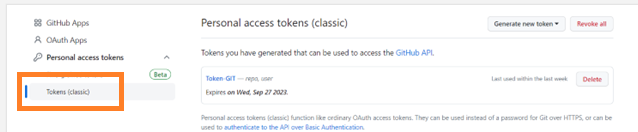 GitHub Apps
OAuth Apps
Personal access tokens
Beta
Tokens (classic)
Personal access tokens (classic)
Generate new token
Revoke all
Tokens you have generated that can be used to access the GitHub API.
Token-GIT — repo, user
Last used within the last week
Delete
Expires on Wed, Sep 27 2023.
Personal access tokens (classic) function like ordinary OAuth access tokens. They can be used instead of a password for Git over HTTPS, or can be
used to authenticate to the API over Basic Authentication.